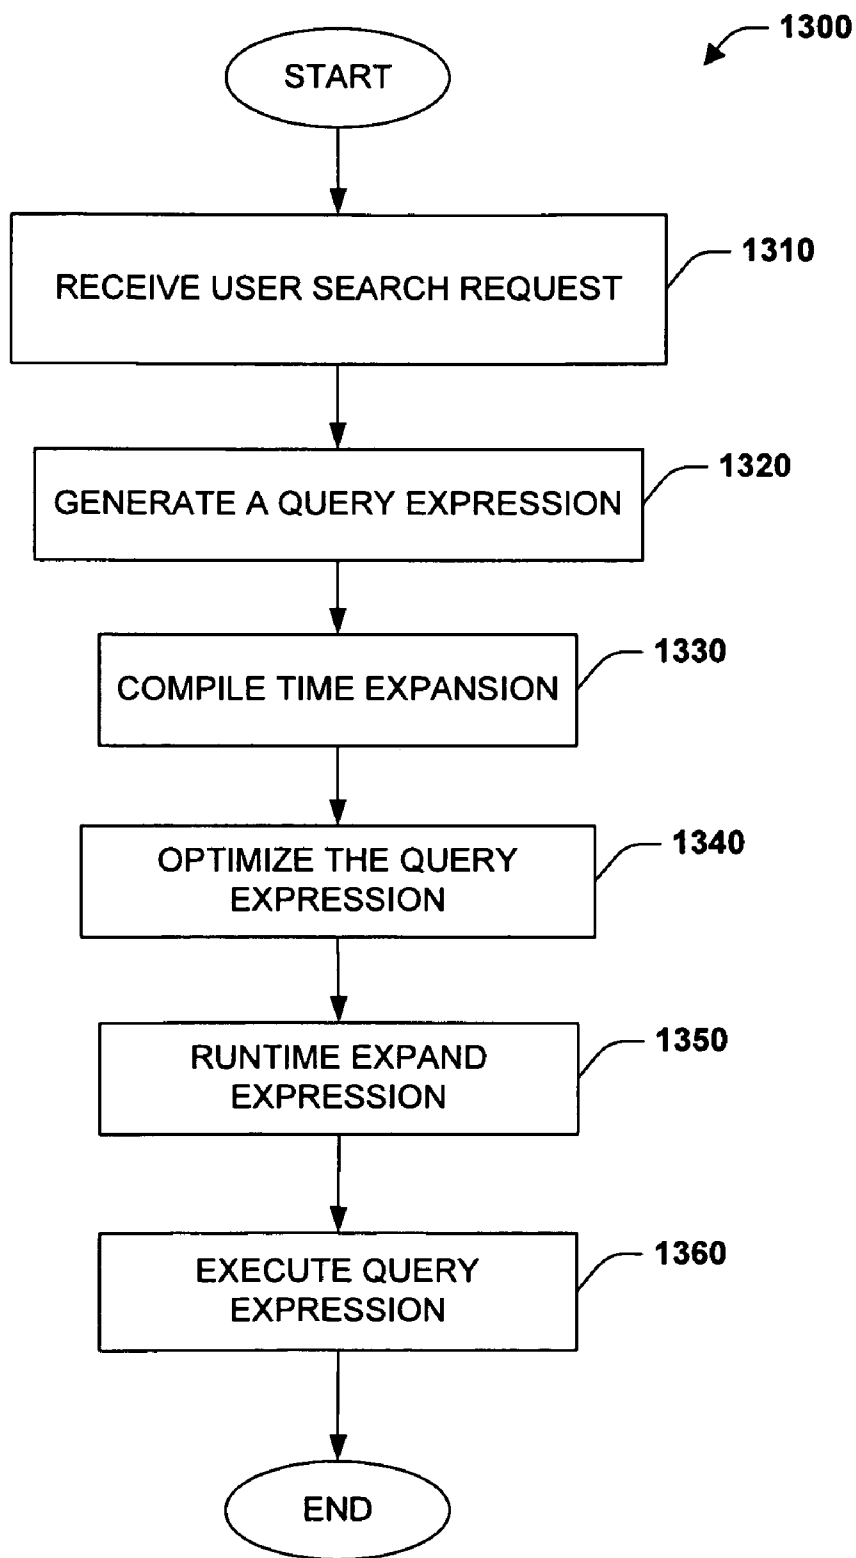 1300
START
RECEIVE USER SEARCH REQUEST
1310
GENERATE A QUERY EXPRESSION
1320
COMPILE TIME EXPANSION
1330
OPTIMIZE THE QUERY
EXPRESSION
1340
RUNTIME EXPAND
EXPRESSION
1350
EXECUTE QUERY
EXPRESSION
1360
END